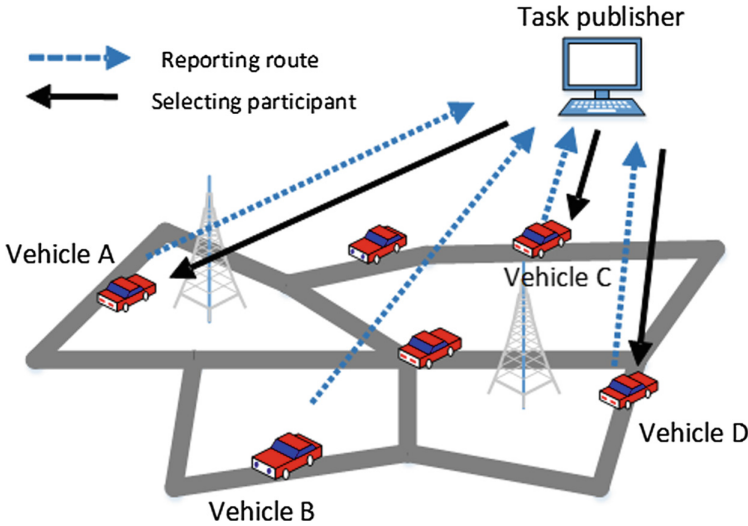 Task publisher
Reporting route
Selecting participant
Vehicle A
Vehicle C
Vehicle D
Vehicle B